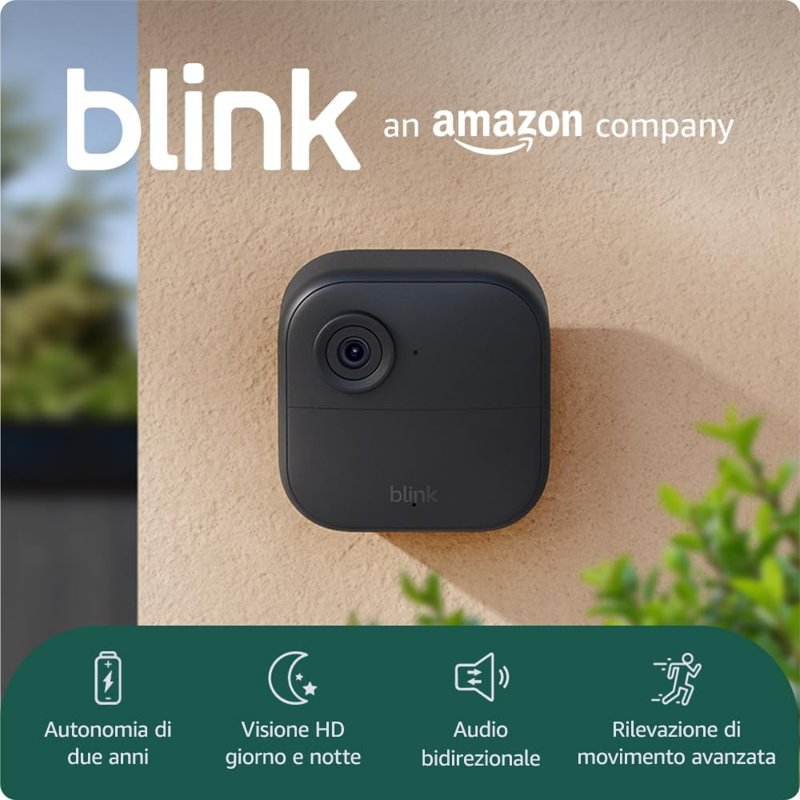 blink an amazon company
blink
Autonomia di
due anni
Visione HD
giorno e notte
Audio
bidirezionale
Rilevazione di
movimento avanzata